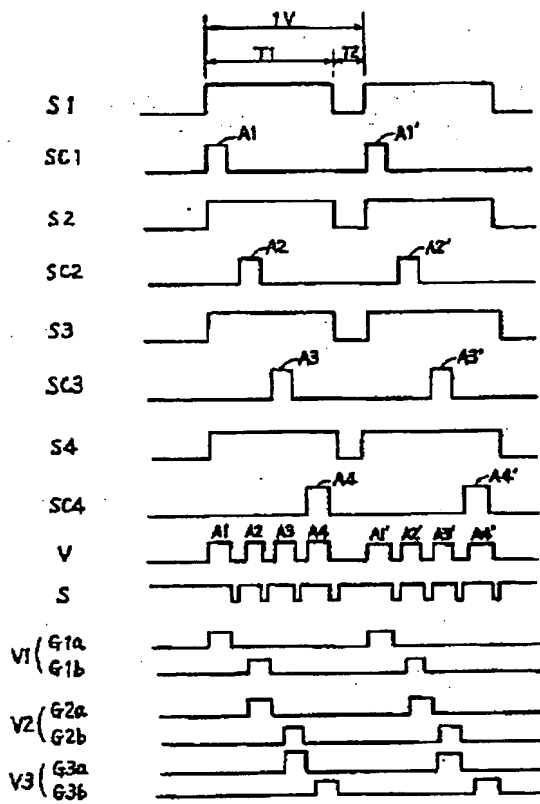 1V
T1 T2
S1
SC1 A1 A1'
S2
SC2 A2 A2'
S3
SC3 A3 A3'
S4
SC4 A4 A4'
A1 A2 A3 A4 A1' A2' A3' A4'
V
S
V1 ( G1a
G1b
V2 ( G2a
G2b
V3 ( G3a
G3b